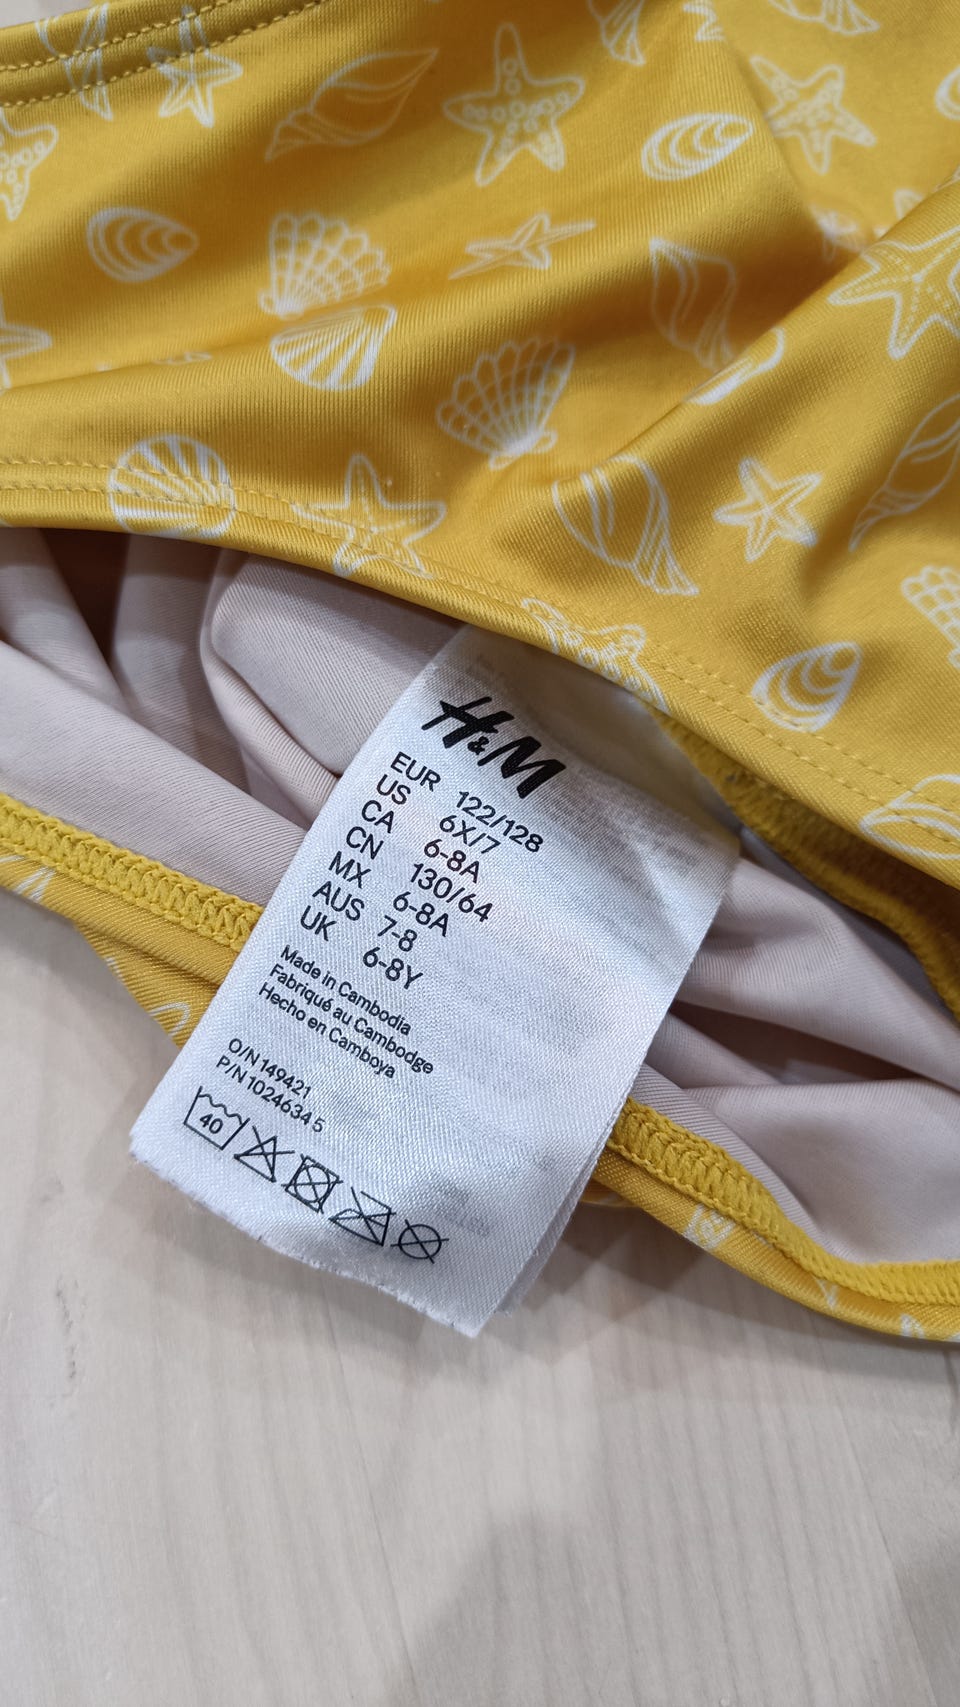 H&M
EUR 122/128
US 6X/7
CA 6-8A
CN 130/64
MX 6-8A
AUS 7-8
UK 6-8Y
Made in Cambodia
Fabriqué au Cambodge
Hecho en Camboya
O/N 149421
P/N 1024634 5
40